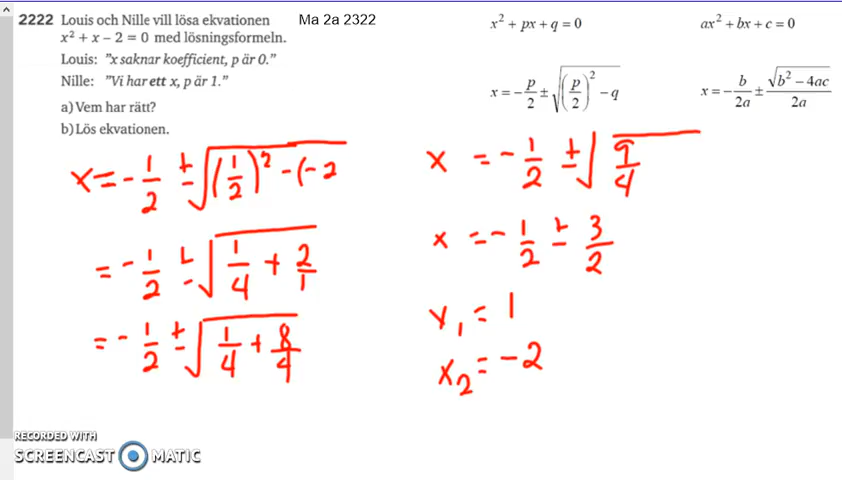 2222 Louis och Nille vill lösa ekvationen
x² + x − 2 = 0 med lösningsformeln.
Louis: "x saknar koefficient, p är 0."
Nille: "Vi har ett x, p är 1."
a) Vem har rätt?
b) Lös ekvationen.
Ma 2a 2322
x² + px + q = 0
x = −p/2 ± √((p/2)² − q)
ax² + bx + c = 0
x = −b/2a ± √(b² − 4ac)/2a
x = −1/2 ± √((1/2)² − (−2
= −1/2 ± √(1/4 + 2/1)
= −1/2 ± √(1/4 + 8/4)
x = −1/2 ± √(9/4)
x = −1/2 ± 3/2
x₁ = 1
x₂ = −2
RECORDED WITH
SCREENCAST MATIC